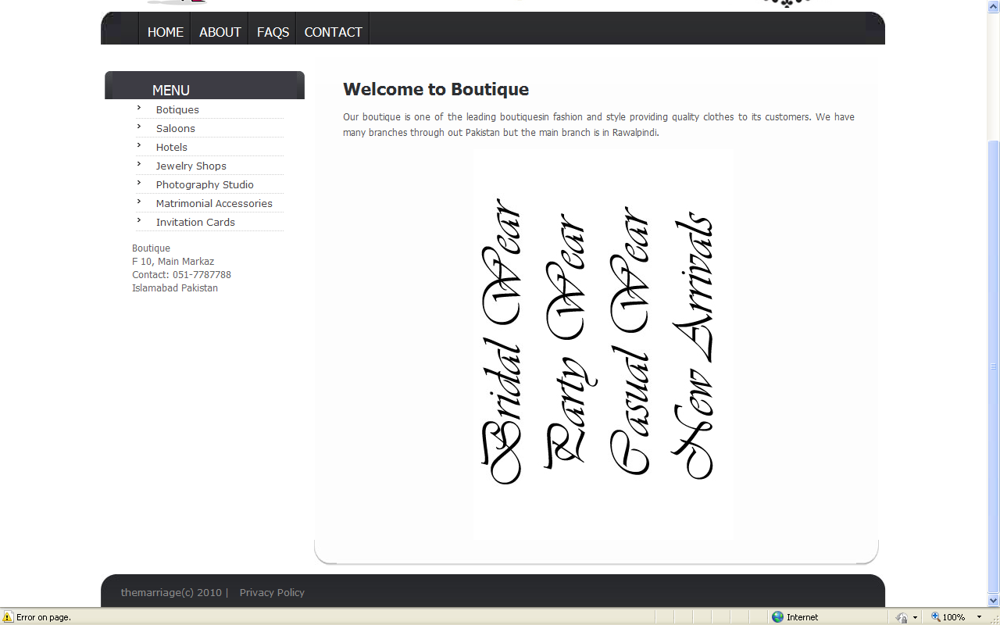 HOME ABOUT FAQS CONTACT
MENU
Botiques
Saloons
Hotels
Jewelry Shops
Photography Studio
Matrimonial Accessories
Invitation Cards
Boutique
F 10, Main Markaz
Contact: 051-7787788
Islamabad Pakistan
Welcome to Boutique
Our boutique is one of the leading boutiquesin fashion and style providing quality clothes to its customers. We have
many branches through out Pakistan but the main branch is in Rawalpindi.
Bridal Wear
Party Wear
Casual Wear
New Arrivals
themarriage(c) 2010 | Privacy Policy
Error on page.
Internet
100%